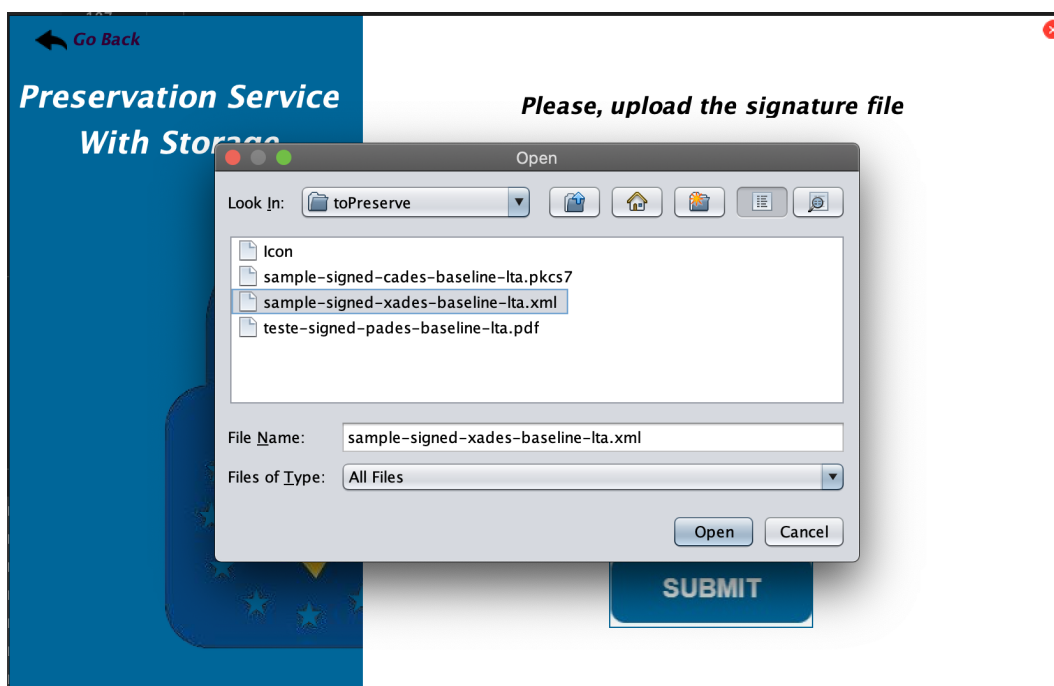 Go Back
Preservation Service
With Storage
Please, upload the signature file
Open
Look In: toPreserve
Icon
sample-signed-cades-baseline-lta.pkcs7
sample-signed-xades-baseline-lta.xml
teste-signed-pades-baseline-lta.pdf
File Name: sample-signed-xades-baseline-lta.xml
Files of Type: All Files
Open Cancel
SUBMIT